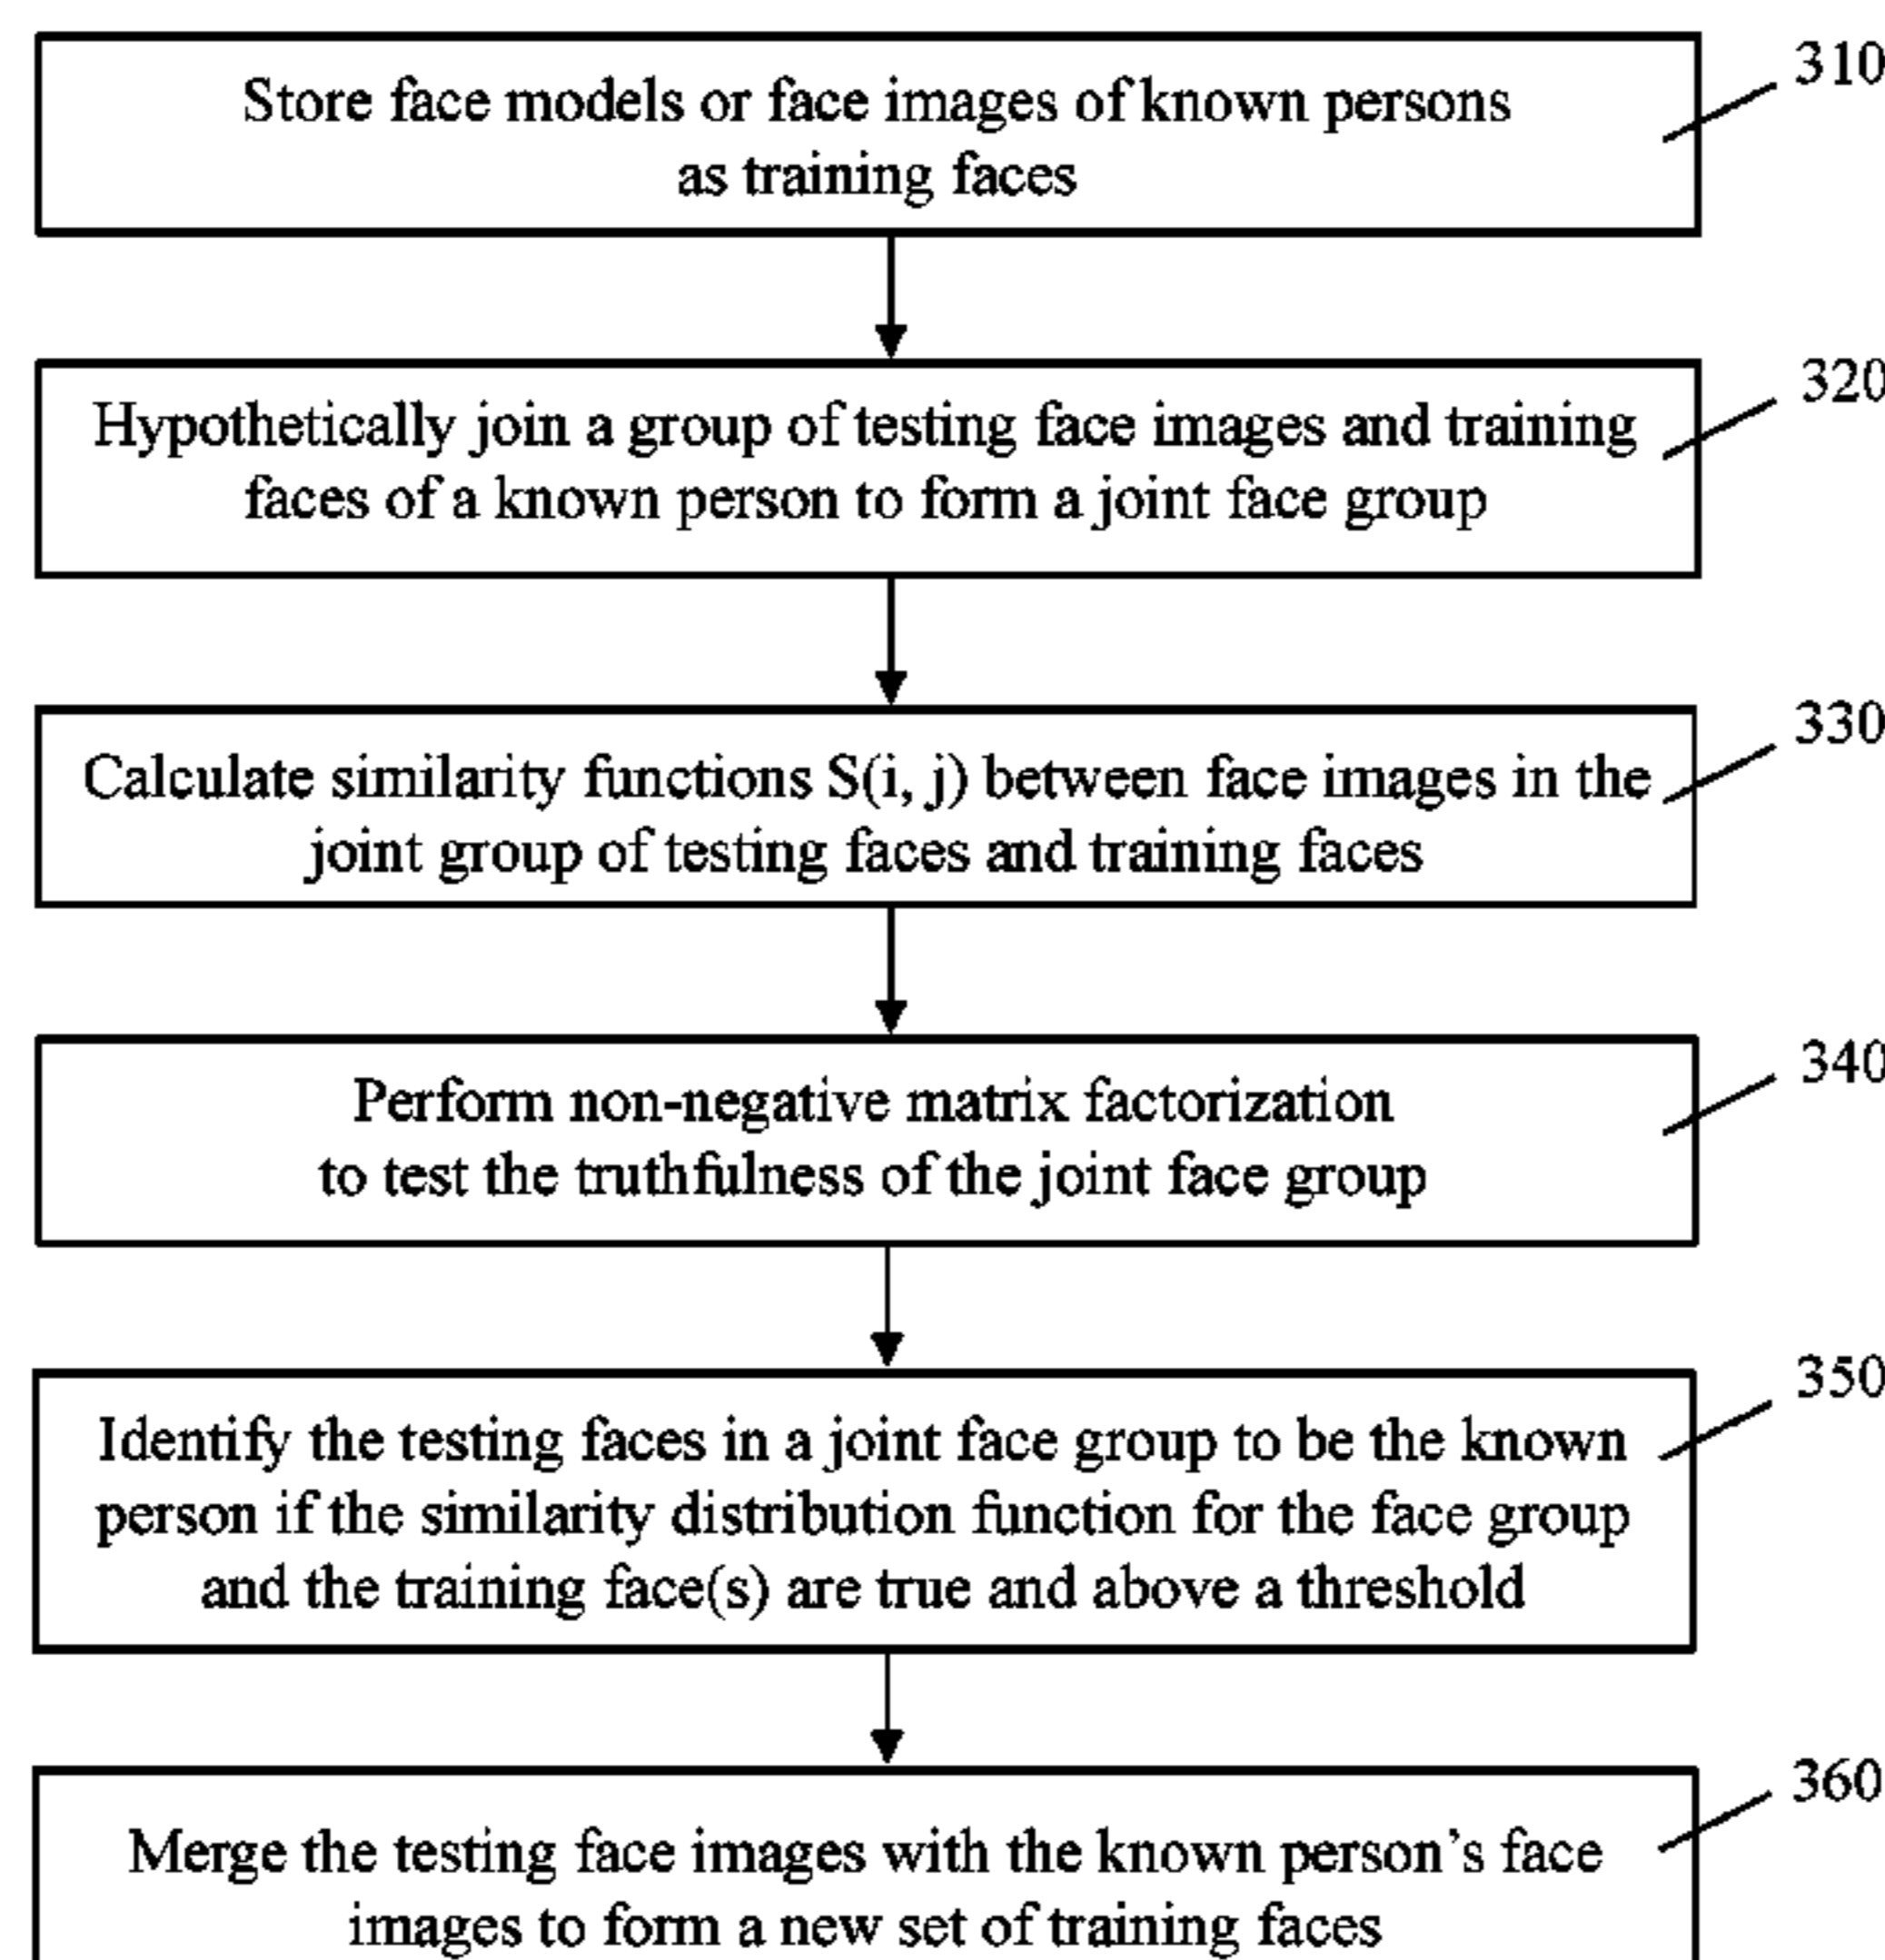 310
Store face models or face images of known persons
as training faces
320
Hypothetically join a group of testing face images and training
faces of a known person to form a joint face group
330
Calculate similarity functions S(i, j) between face images in the
joint group of testing faces and training faces
340
Perform non-negative matrix factorization
to test the truthfulness of the joint face group
350
Identify the testing faces in a joint face group to be the known
person if the similarity distribution function for the face group
and the training face(s) are true and above a threshold
360
Merge the testing face images with the known person’s face
images to form a new set of training faces